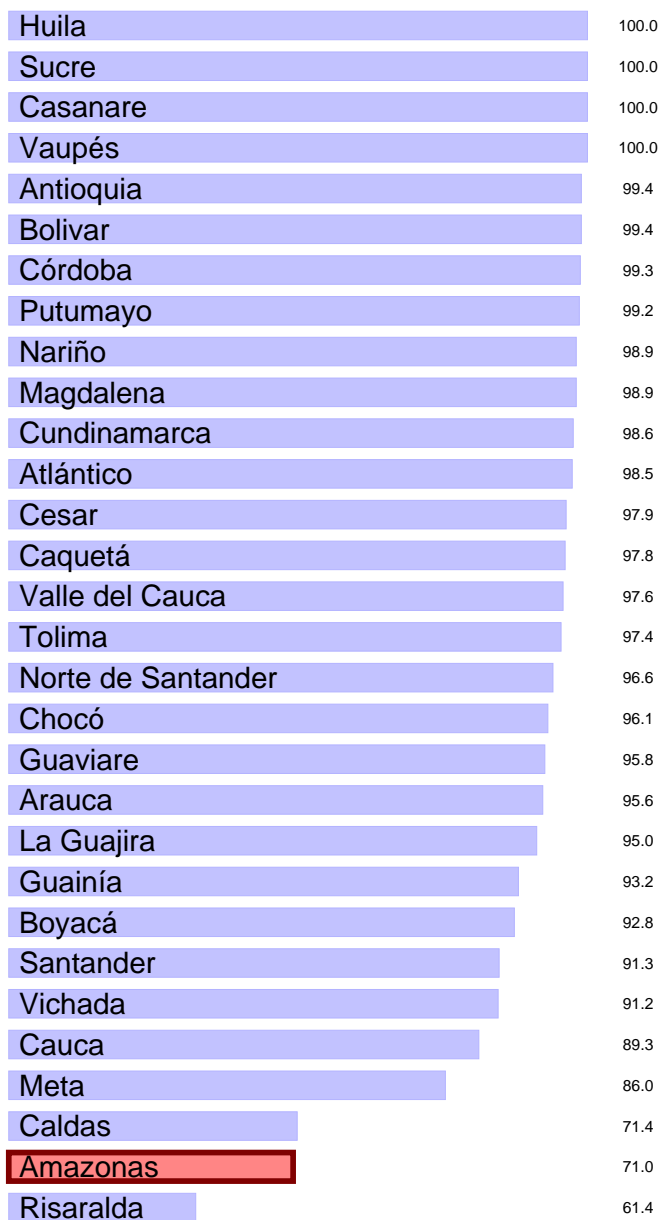 Huila 100.0
Sucre 100.0
Casanare 100.0
Vaupés 100.0
Antioquia 99.4
Bolivar 99.4
Córdoba 99.3
Putumayo 99.2
Nariño 98.9
Magdalena 98.9
Cundinamarca 98.6
Atlántico 98.5
Cesar 97.9
Caquetá 97.8
Valle del Cauca 97.6
Tolima 97.4
Norte de Santander 96.6
Chocó 96.1
Guaviare 95.8
Arauca 95.6
La Guajira 95.0
Guainía 93.2
Boyacá 92.8
Santander 91.3
Vichada 91.2
Cauca 89.3
Meta 86.0
Caldas 71.4
Amazonas 71.0
Risaralda 61.4